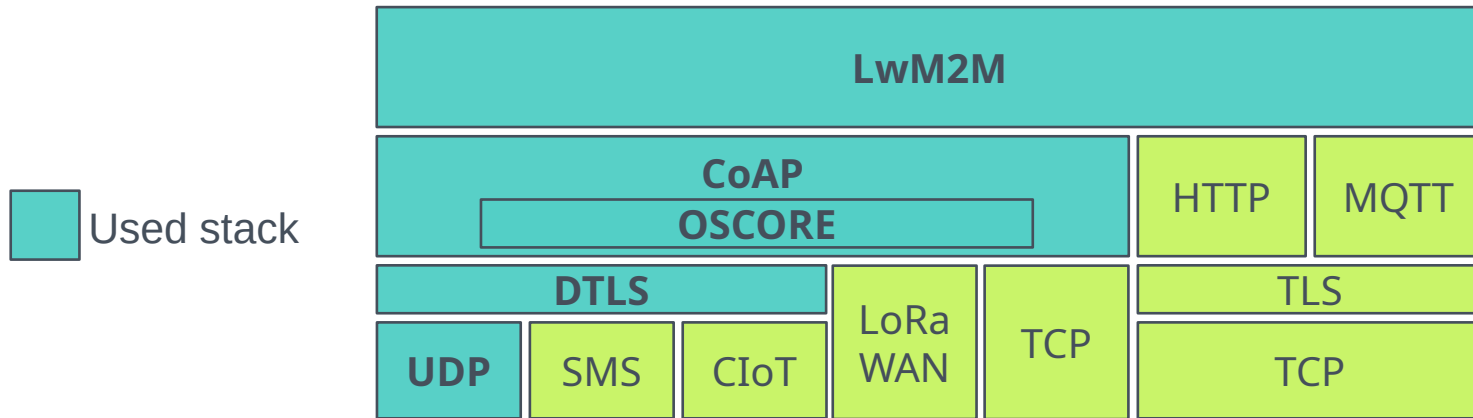 LwM2M
CoAP
OSCORE
HTTP
MQTT
Used stack
DTLS
TLS
LoRa
WAN
TCP
UDP
SMS
CIoT
TCP